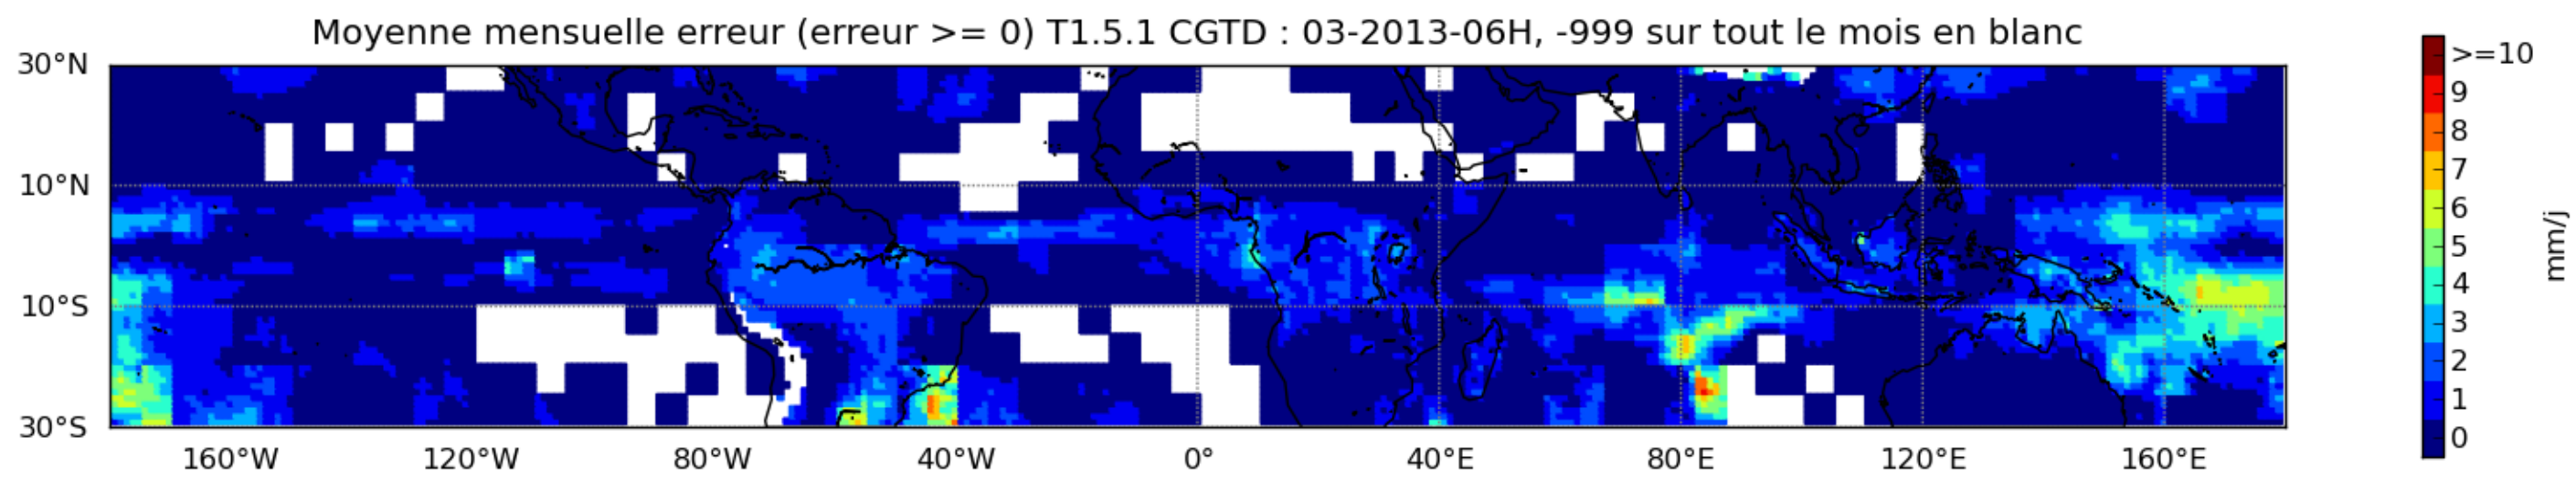 Moyenne mensuelle erreur (erreur >= 0) T1.5.1 CGTD : 03-2013-06H, -999 sur tout le mois en blanc
30°N
10°N
10°S
30°S
160°W 120°W 80°W 40°W 0° 40°E 80°E 120°E 160°E
>=10
9
8
7
6
5
4
3
2
1
0
mm/j